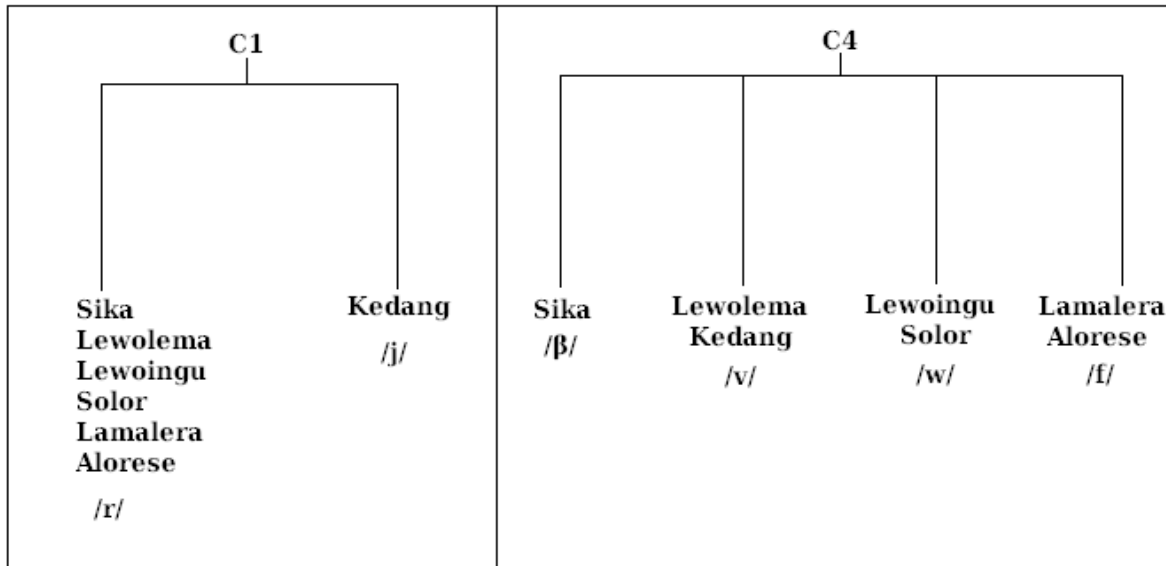 C1
Sika
Lewolema
Lewoingu
Solor
Lamalera
Alorese
/r/
Kedang
/j/
C4
Sika
/β/
Lewolema
Kedang
/v/
Lewoingu
Solor
/w/
Lamalera
Alorese
/f/